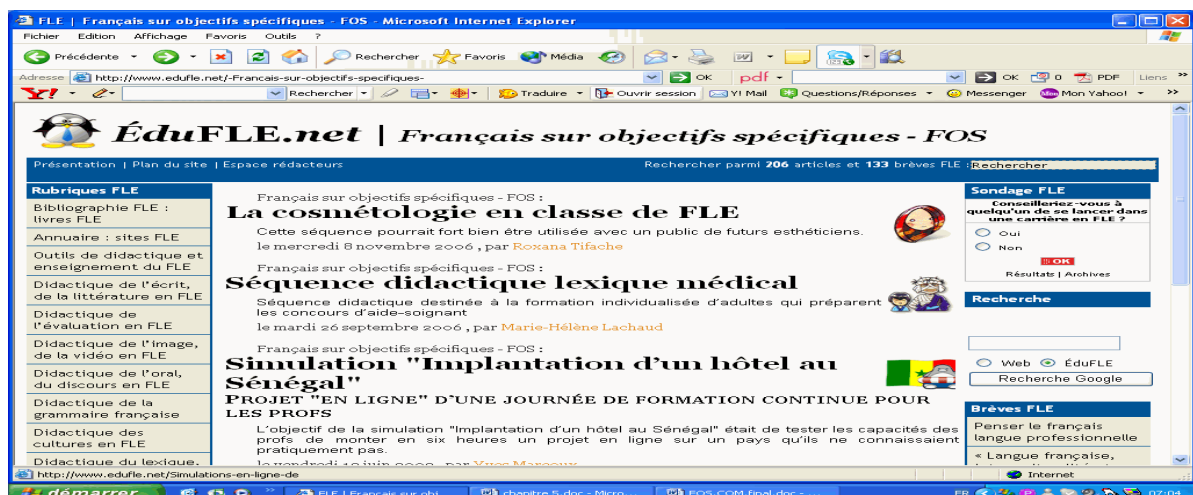 FLE | Français sur objectifs spécifiques - FOS - Microsoft Internet Explorer
Fichier Edition Affichage Favoris Outils ?
Précédente Rechercher Favoris Média
Adresse http://www.edufle.net/-Francais-sur-objectifs-specifiques- OK pdf OK 0 PDF Liens »
Y! Rechercher Traduire Ouvrir session Y! Mail Questions/Réponses Messenger Mon Yahoo! »
ÉduFLE.net | Français sur objectifs spécifiques - FOS
Présentation | Plan du site | Espace rédacteurs
Rechercher parmi 206 articles et 133 brèves FLE : Rechercher
Rubriques FLE
Bibliographie FLE :
livres FLE
Annuaire : sites FLE
Outils de didactique et
enseignement du FLE
Didactique de l'écrit,
de la littérature en FLE
Didactique de
l'évaluation en FLE
Didactique de l'image,
de la vidéo en FLE
Didactique de l'oral,
du discours en FLE
Didactique de la
grammaire française
Didactique des
cultures en FLE
Didactique du lexique,
Français sur objectifs spécifiques - FOS :
La cosmétologie en classe de FLE
Cette séquence pourrait fort bien être utilisée avec un public de futurs esthéticiens.
le mercredi 8 novembre 2006 , par Roxana Tifache
Français sur objectifs spécifiques - FOS :
Séquence didactique lexique médical
Séquence didactique destinée à la formation individualisée d'adultes qui préparent
les concours d'aide-soignant
le mardi 26 septembre 2006 , par Marie-Hélène Lachaud
Français sur objectifs spécifiques - FOS :
Simulation "Implantation d'un hôtel au
Sénégal"
PROJET "EN LIGNE" D'UNE JOURNÉE DE FORMATION CONTINUE POUR
LES PROFS
L'objectif de la simulation "Implantation d'un hôtel au Sénégal" était de tester les capacités des
profs de monter en six heures un projet en ligne sur un pays qu'ils ne connaissaient
pratiquement pas.
Sondage FLE
Conseilleriez-vous à
quelqu'un de se lancer dans
une carrière en FLE ?
Oui
Non
OK
Résultats | Archives
Recherche
Web ÉduFLE
Recherche Google
Brèves FLE
Penser le français
langue professionnelle
« Langue française,
http://www.edufle.net/Simulations-en-ligne-de
Internet
démarrer
FLE | Francais sur obj...
chapitre 5.doc - Micro...
FOS.COM.final.doc - ...
FR
07:04